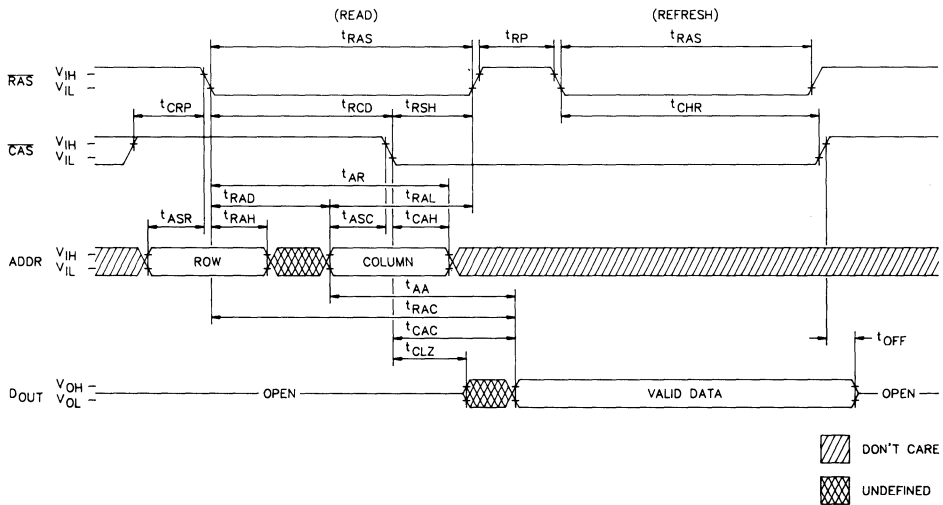 (READ) (REFRESH)
tRAS tRP tRAS
RAS VIH VIL
tCRP tRCD tRSH tCHR
CAS VIH VIL
tAR
tRAD tRAL
tASR tRAH tASC tCAH
ADDR VIH VIL ROW COLUMN
tAA
tRAC
tCAC tOFF
tCLZ
DOUT VOH VOL OPEN VALID DATA OPEN
DON'T CARE
UNDEFINED